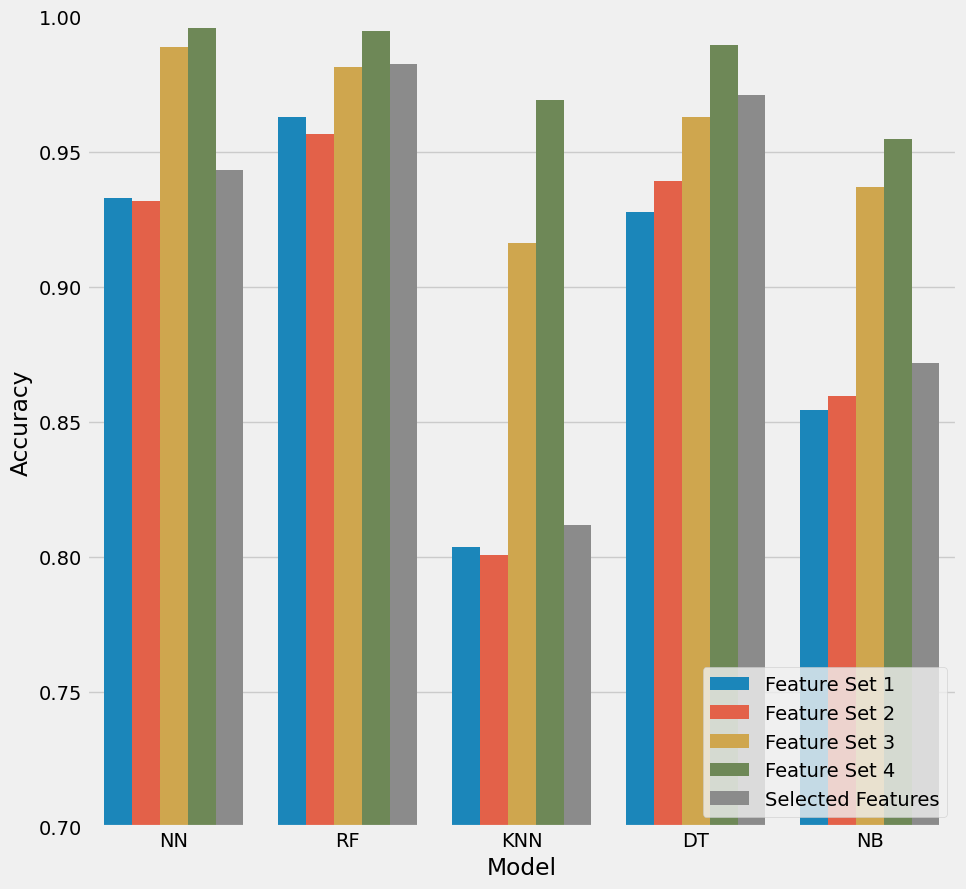 1.00
0.95
0.90
0.85
0.80
0.75
0.70
Accuracy
NN
RF
KNN
DT
NB
Model
Feature Set 1
Feature Set 2
Feature Set 3
Feature Set 4
Selected Features